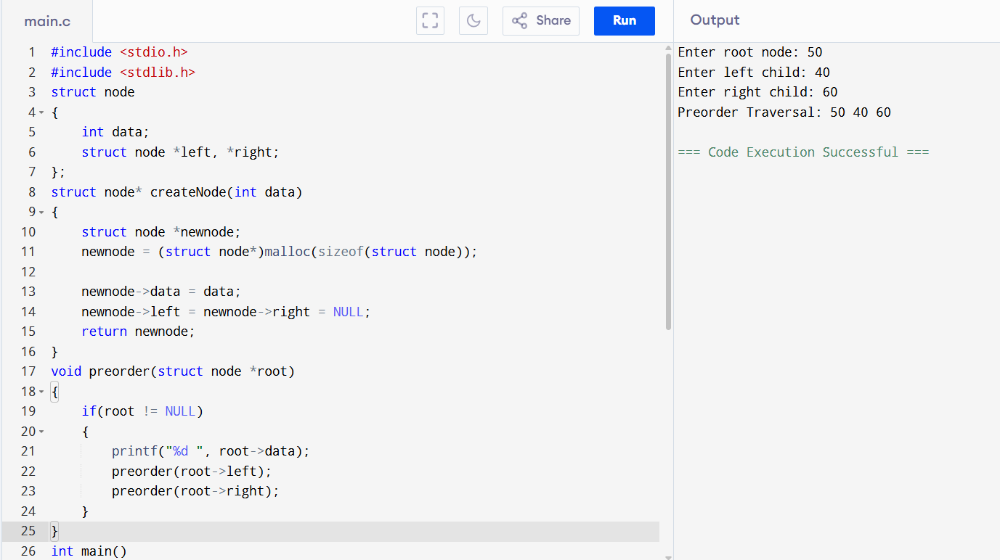 main.c
Share
Run
Output
1 #include <stdio.h>
2 #include <stdlib.h>
3 struct node
4 {
5     int data;
6     struct node *left, *right;
7 };
8 struct node* createNode(int data)
9 {
10     struct node *newnode;
11     newnode = (struct node*)malloc(sizeof(struct node));
12
13     newnode->data = data;
14     newnode->left = newnode->right = NULL;
15     return newnode;
16 }
17 void preorder(struct node *root)
18 {
19     if(root != NULL)
20     {
21         printf("%d ", root->data);
22         preorder(root->left);
23         preorder(root->right);
24     }
25 }
26 int main()
Enter root node: 50
Enter left child: 40
Enter right child: 60
Preorder Traversal: 50 40 60
=== Code Execution Successful ===